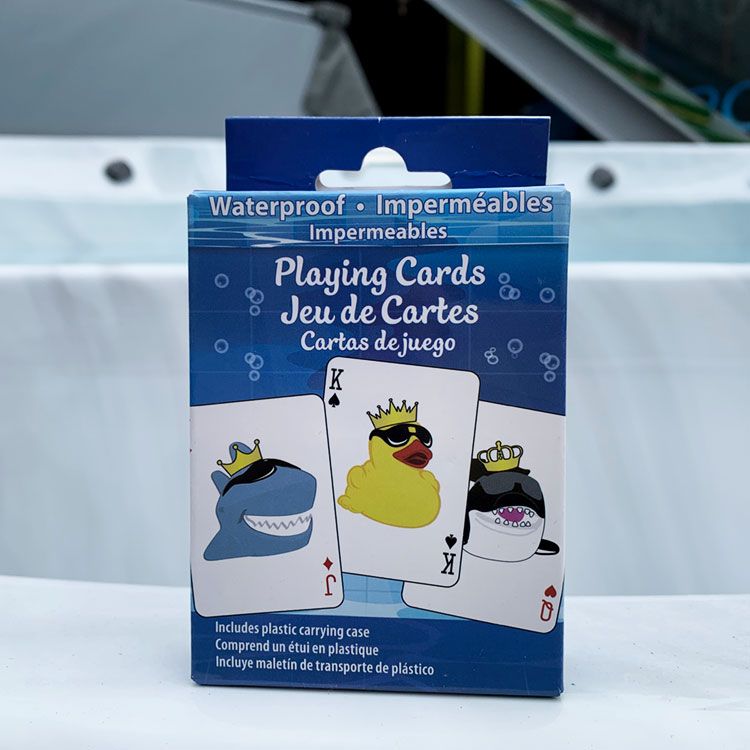 Waterproof • Imperméables
Impermeables
Playing Cards
Jeu de Cartes
Cartas de juego
K
K
J
Q
Includes plastic carrying case
Comprend un étui en plastique
Incluye maletín de transporte de plástico